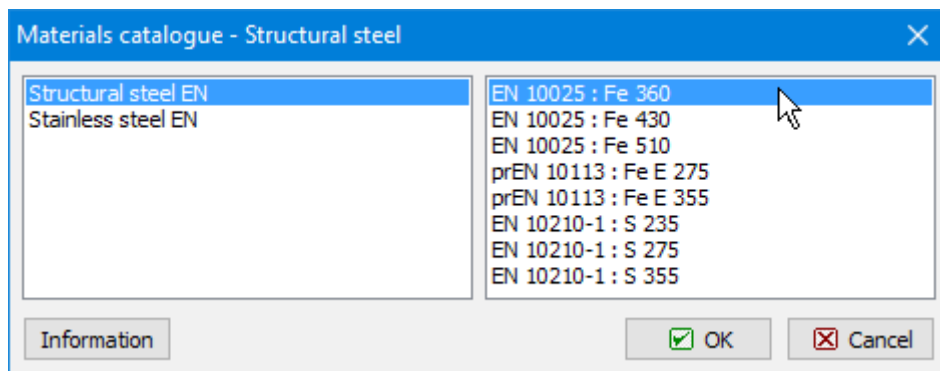 Materials catalogue - Structural steel
Structural steel EN
Stainless steel EN
EN 10025 : Fe 360
EN 10025 : Fe 430
EN 10025 : Fe 510
prEN 10113 : Fe E 275
prEN 10113 : Fe E 355
EN 10210-1 : S 235
EN 10210-1 : S 275
EN 10210-1 : S 355
Information
OK
Cancel